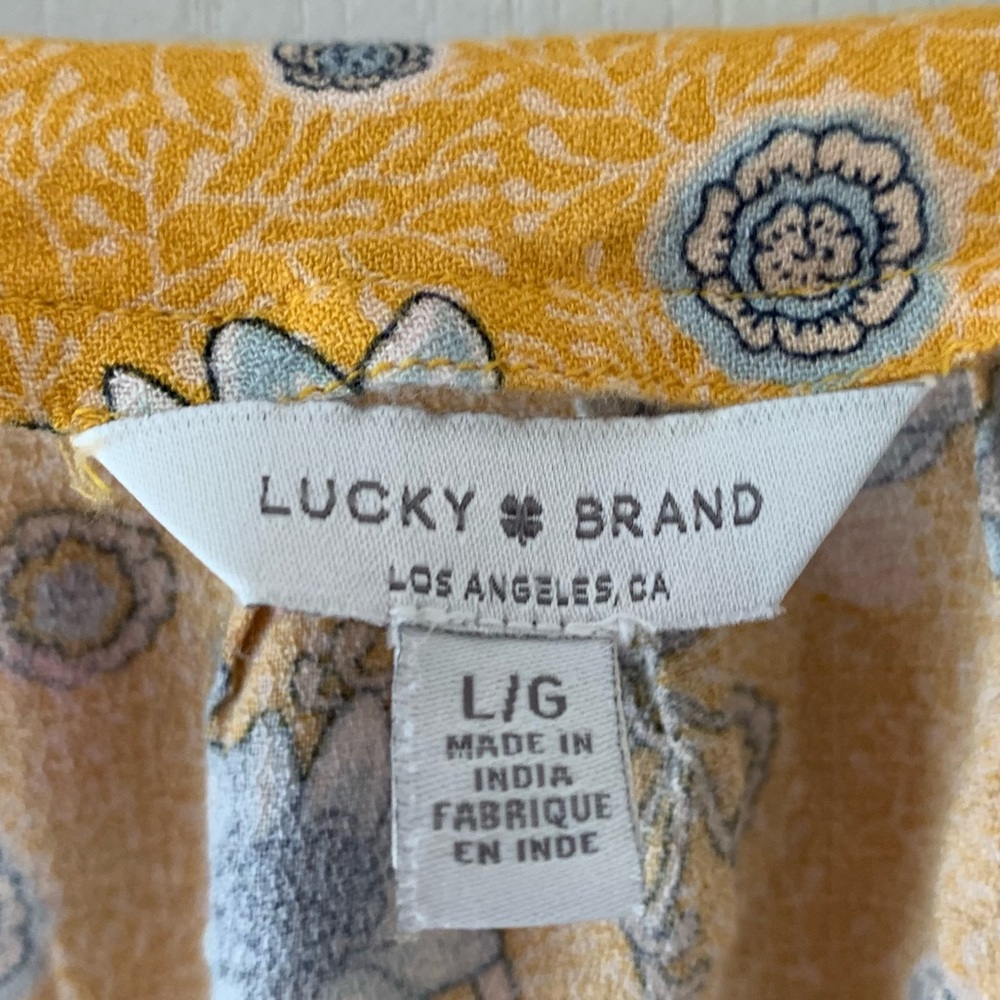 LUCKY BRAND
LOS ANGELES, CA
L/G
MADE IN
INDIA
FABRIQUE
EN INDE